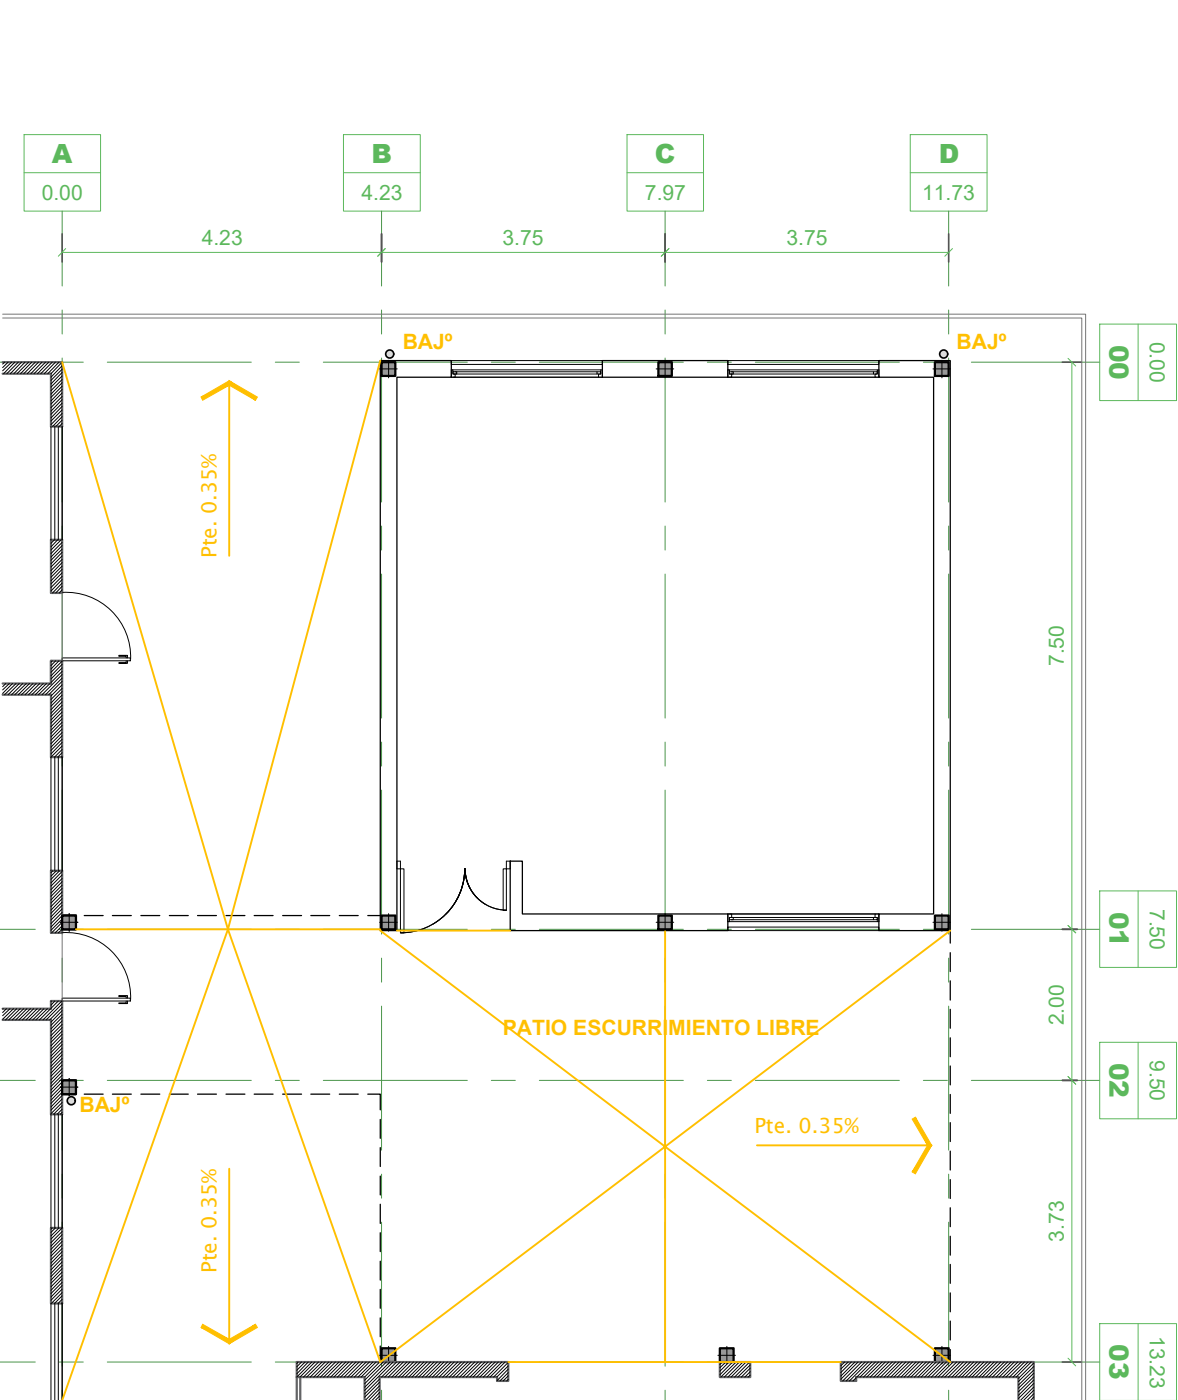 A
B
C
D
0.00
4.23
7.97
11.73
4.23
3.75
3.75
BAJº
BAJº
00
0.00
Pte. 0.35%
7.50
01
7.50
2.00
PATIO ESCURRIMIENTO LIBRE
02
9.50
BAJº
Pte. 0.35%
Pte. 0.35%
3.73
03
13.23